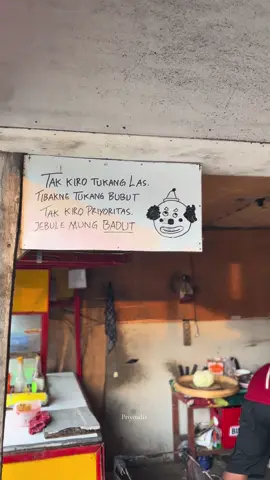 TAK KIRO TUKANG LAS.
TIBAKNE TUKANG BUBUT
TAK KIRO PRIYORITAS.
JEBULE MUNG BADUT